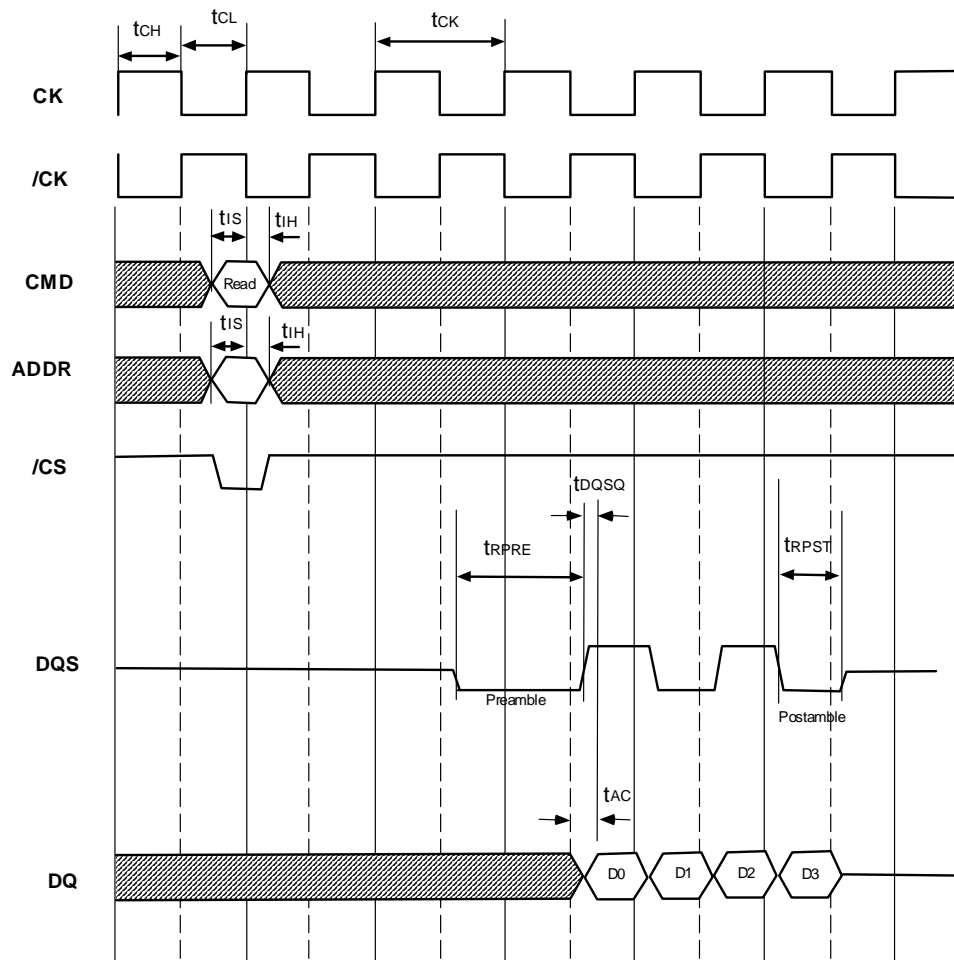 tCH
tCL
tCK
CK
/CK
tIS
tIH
CMD
Read
tIS
tIH
ADDR
/CS
tDQSQ
tRPRE
tRPST
DQS
Preamble
Postamble
tAC
DQ
D0
D1
D2
D3